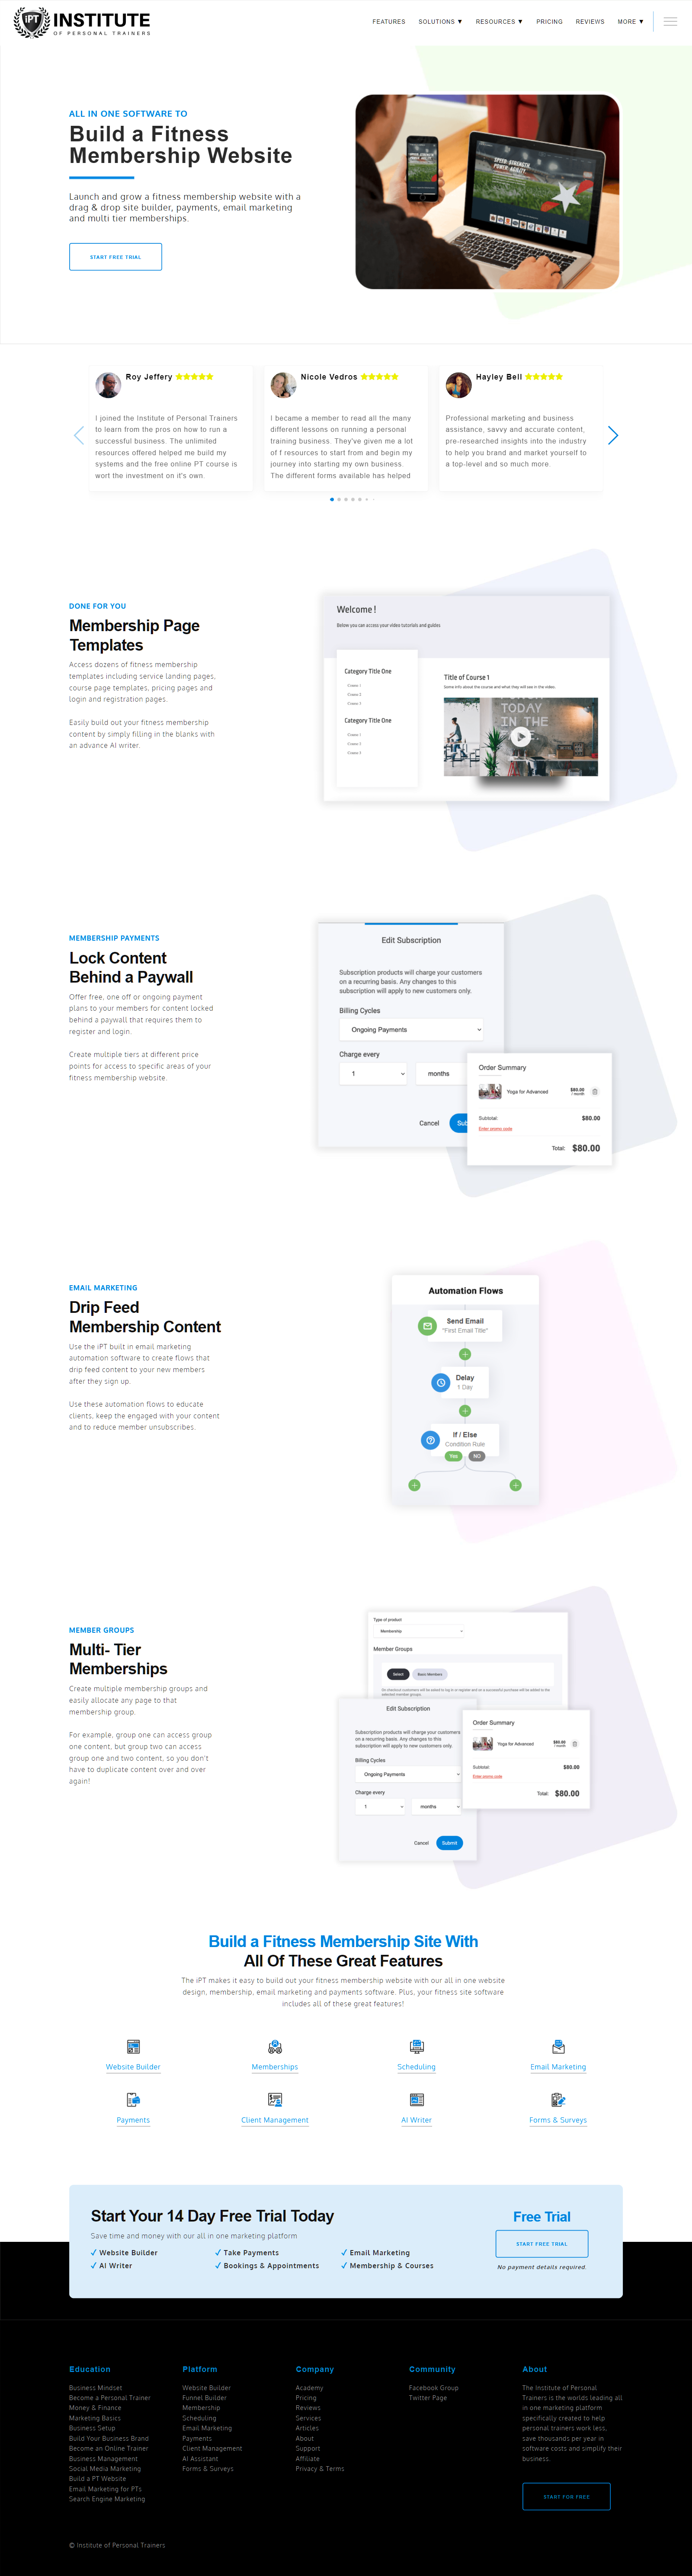 IPT
INSTITUTE
OF PERSONAL TRAINERS
FEATURES SOLUTIONS ▼ RESOURCES ▼ PRICING REVIEWS MORE ▼
ALL IN ONE SOFTWARE TO
Build a Fitness
Membership Website
Launch and grow a fitness membership website with a
drag & drop site builder, payments, email marketing
and multi tier memberships.
START FREE TRIAL
SPEED, STRENGTH,
POWER, AGILITY
Roy Jeffery
I joined the Institute of Personal Trainers
to learn from the pros on how to run a
successful business. The unlimited
resources offered helped me build my
systems and the free online PT course is
wort the investment on it's own.
Nicole Vedros
I became a member to read all the many
different lessons on running a personal
training business. They've given me a lot
of f resources to start from and begin my
journey into starting my own business.
The different forms available has helped
Hayley Bell
Professional marketing and business
assistance, savvy and accurate content,
pre-researched insights into the industry
to help you brand and market yourself to
a top-level and so much more.
DONE FOR YOU
Membership Page
Templates
Access dozens of fitness membership
templates including service landing pages,
course page templates, pricing pages and
login and registration pages.
Easily build out your fitness membership
content by simply filling in the blanks with
an advance AI writer.
Welcome!
Below you can access your video tutorials and guides
Category Title One
Course 1
Course 2
Course 3
Category Title One
Course 1
Course 2
Course 3
Title of Course 1
Some info about the course and what they will see in the video.
TODAY
IN THE
MEMBERSHIP PAYMENTS
Lock Content
Behind a Paywall
Offer free, one off or ongoing payment
plans to your members for content locked
behind a paywall that requires them to
register and login.
Create multiple tiers at different price
points for access to specific areas of your
fitness membership website.
Edit Subscription
Subscription products will charge your customers
on a recurring basis. Any changes to this
subscription will apply to new customers only.
Billing Cycles
Ongoing Payments
Charge every
1 months
Cancel Sub
Order Summary
Yoga for Advanced $80.00
/ month
Subtotal: $80.00
Enter promo code
Total: $80.00
EMAIL MARKETING
Drip Feed
Membership Content
Use the iPT built in email marketing
automation software to create flows that
drip feed content to your new members
after they sign up.
Use these automation flows to educate
clients, keep the engaged with your content
and to reduce member unsubscribes.
Automation Flows
Send Email
"First Email Title"
Delay
1 Day
If / Else
Condition Rule
Yes NO
MEMBER GROUPS
Multi- Tier
Memberships
Create multiple membership groups and
easily allocate any page to that
membership group.
For example, group one can access group
one content, but group two can access
group one and two content, so you don't
have to duplicate content over and over
again!
Type of product
Membership
Member Groups
Select Basic Members
On checkout customers will be asked to log in or register and on a successful purchase will be added to the
selected member groups.
Edit Subscription
Subscription products will charge your customers
on a recurring basis. Any changes to this
subscription will apply to new customers only.
Billing Cycles
Ongoing Payments
Charge every
1 months
Cancel Submit
Order Summary
Yoga for Advanced $80.00
/ month
Subtotal: $80.00
Enter promo code
Total: $80.00
Build a Fitness Membership Site With
All Of These Great Features
The iPT makes it easy to build out your fitness membership website with our all in one website
design, membership, email marketing and payments software. Plus, your fitness site software
includes all of these great features!
Website Builder Memberships Scheduling Email Marketing
Payments Client Management AI Writer Forms & Surveys
Start Your 14 Day Free Trial Today
Save time and money with our all in one marketing platform
✓ Website Builder ✓ Take Payments ✓ Email Marketing
✓ AI Writer ✓ Bookings & Appointments ✓ Membership & Courses
Free Trial
START FREE TRIAL
No payment details required.
Education
Business Mindset
Become a Personal Trainer
Money & Finance
Marketing Basics
Business Setup
Build Your Business Brand
Become an Online Trainer
Business Management
Social Media Marketing
Build a PT Website
Email Marketing for PTs
Search Engine Marketing
Platform
Website Builder
Funnel Builder
Membership
Scheduling
Email Marketing
Payments
Client Management
AI Assistant
Forms & Surveys
Company
Academy
Pricing
Reviews
Services
Articles
About
Support
Affiliate
Privacy & Terms
Community
Facebook Group
Twitter Page
About
The Institute of Personal
Trainers is the worlds leading all
in one marketing platform
specifically created to help
personal trainers work less,
save thousands per year in
software costs and simplify their
business.
START FOR FREE
© Institute of Personal Trainers